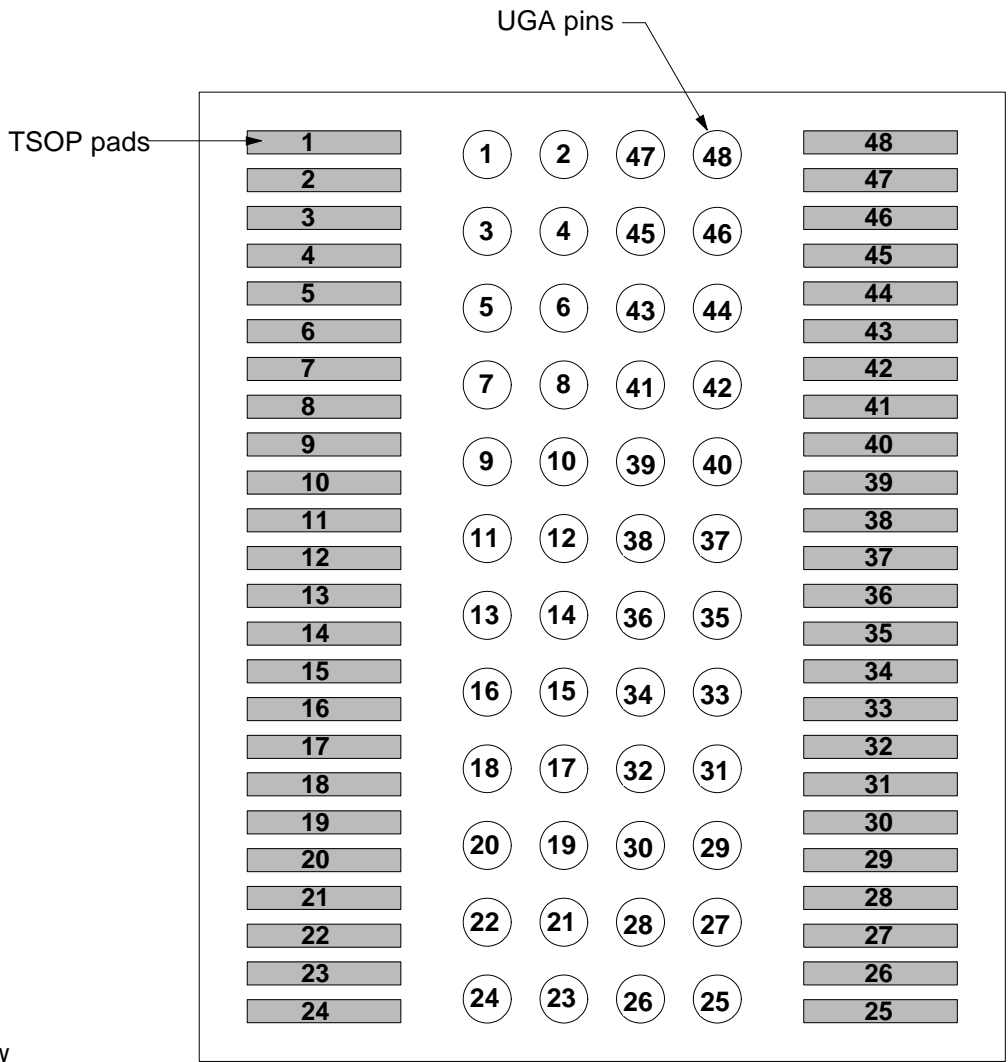 UGA pins
TSOP pads
1 1 2 47 48 48
2 47
3 3 4 45 46 46
4 45
5 5 6 43 44 44
6 43
7 7 8 41 42 42
8 41
9 9 10 39 40 40
10 39
11 11 12 38 37 38
12 37
13 13 14 36 35 36
14 35
15 16 15 34 33 34
16 33
17 18 17 32 31 32
18 31
19 20 19 30 29 30
20 29
21 22 21 28 27 28
22 27
23 24 23 26 25 26
24 25